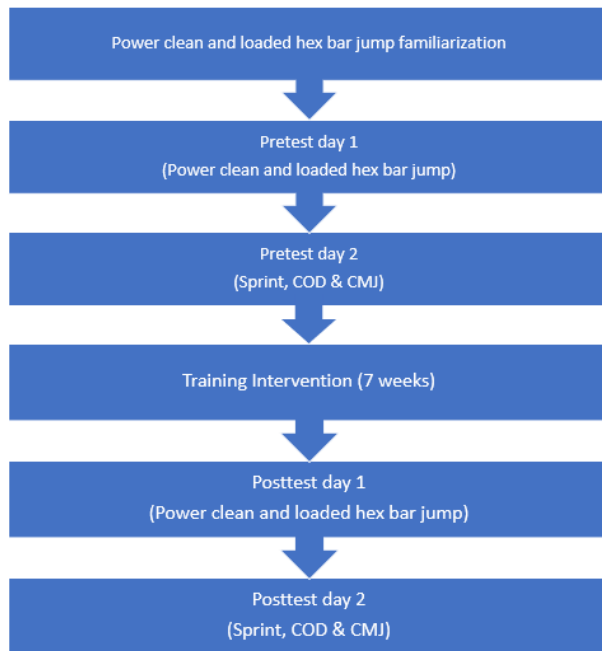 Power clean and loaded hex bar jump familiarization
Pretest day 1
(Power clean and loaded hex bar jump)
Pretest day 2
(Sprint, COD & CMJ)
Training Intervention (7 weeks)
Posttest day 1
(Power clean and loaded hex bar jump)
Posttest day 2
(Sprint, COD & CMJ)